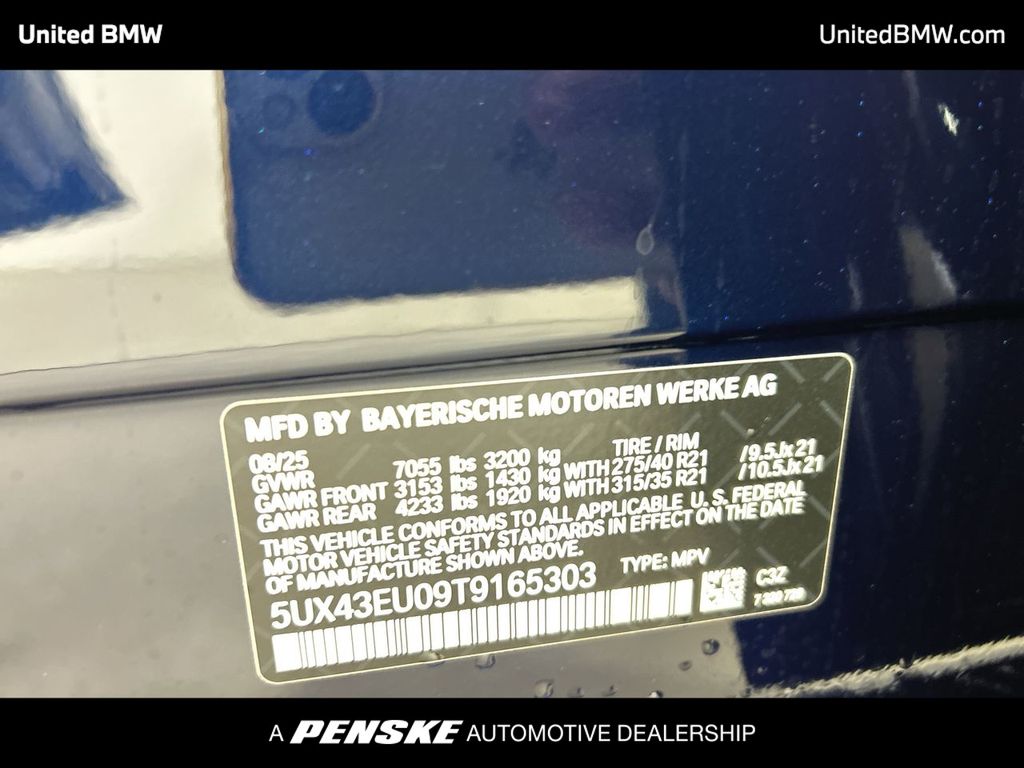 United BMW
UnitedBMW.com
MFD BY BAYERISCHE MOTOREN WERKE AG
08/25 TIRE / RIM
GVWR 7055 lbs 3200 kg
GAWR FRONT 3153 lbs 1430 kg WITH 275/40 R21 /9.5Jx21
GAWR REAR 4233 lbs 1920 kg WITH 315/35 R21 /10.5Jx21
THIS VEHICLE CONFORMS TO ALL APPLICABLE U.S. FEDERAL
MOTOR VEHICLE SAFETY STANDARDS IN EFFECT ON THE DATE
OF MANUFACTURE SHOWN ABOVE.
TYPE: MPV
5UX43EU09T9165303
C3Z
A PENSKE AUTOMOTIVE DEALERSHIP